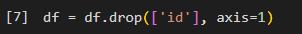 [7] df = df.drop(['id'], axis=1)